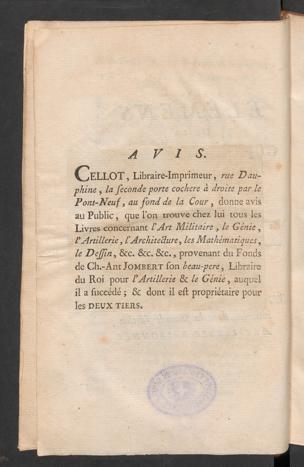 AVIS.
CELLOT, Libraire-Imprimeur, rue Dau-
phine, la seconde porte cochere à droite par le
Pont-Neuf, au fond de la Cour, donne avis
au Public, que l'on trouve chez lui tous les
Livres concernant l'Art Militaire, le Génie,
l'Artillerie, l'Architecture, les Mathématiques,
le Dessin, &c. &c. &c., provenant du Fonds
de Ch.-Ant JOMBERT son beau-pere, Libraire
du Roi pour l'Artillerie & le Génie, auquel
il a succédé; & dont il est propriétaire pour
les DEUX TIERS.